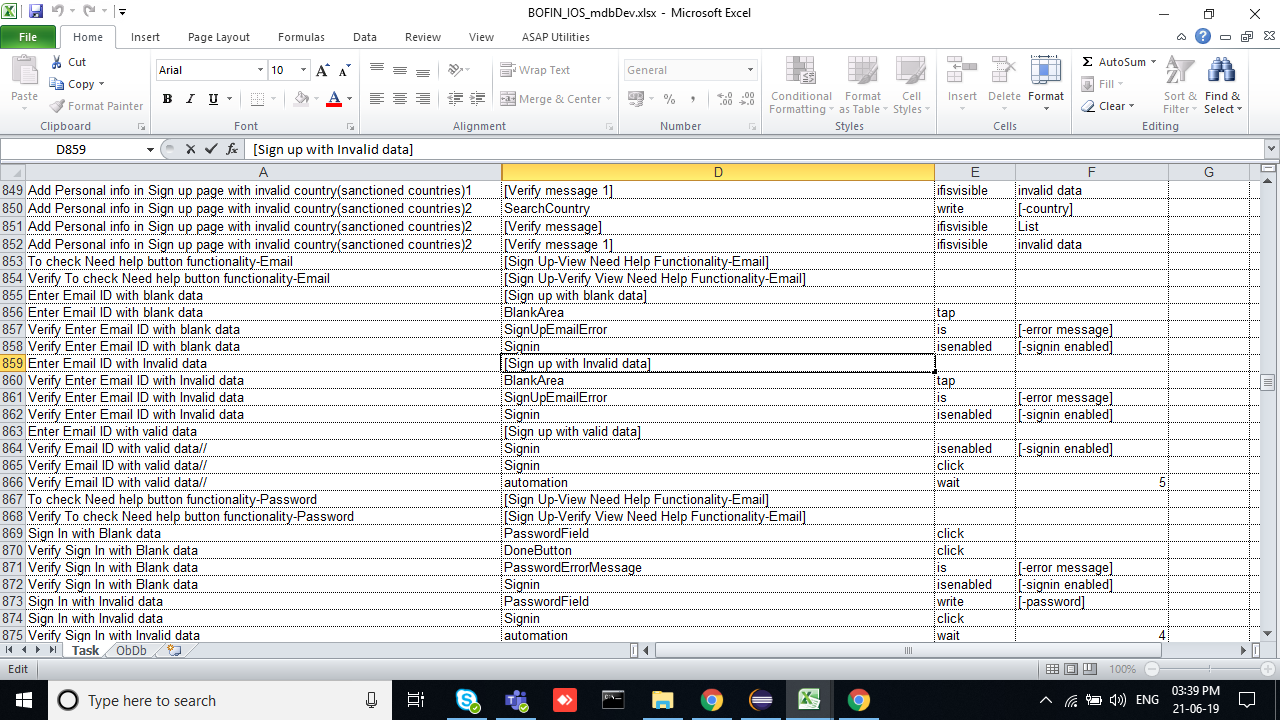 BOFIN_IOS_mdbDev.xlsx - Microsoft Excel
File Home Insert Page Layout Formulas Data Review View ASAP Utilities
Paste Cut Copy Format Painter Clipboard
Arial 10 B I U A Font
Wrap Text Merge & Center Alignment
General % , Number
Conditional Formatting Format as Table Cell Styles Styles
Insert Delete Format Cells
AutoSum Fill Clear Sort & Filter Find & Select Editing
D859 fx [Sign up with Invalid data]
A D E F G
849 Add Personal info in Sign up page with invalid country(sanctioned countries)1 [Verify message 1] ifisvisible invalid data
850 Add Personal info in Sign up page with invalid country(sanctioned countries)2 SearchCountry write [-country]
851 Add Personal info in Sign up page with invalid country(sanctioned countries)2 [Verify message] ifisvisible List
852 Add Personal info in Sign up page with invalid country(sanctioned countries)2 [Verify message 1] ifisvisible invalid data
853 To check Need help button functionality-Email [Sign Up-View Need Help Functionality-Email]
854 Verify To check Need help button functionality-Email [Sign Up-Verify View Need Help Functionality-Email]
855 Enter Email ID with blank data [Sign up with blank data]
856 Enter Email ID with blank data BlankArea tap
857 Verify Enter Email ID with blank data SignUpEmailError is [-error message]
858 Verify Enter Email ID with blank data Signin isenabled [-signin enabled]
859 Enter Email ID with Invalid data [Sign up with Invalid data]
860 Verify Enter Email ID with Invalid data BlankArea tap
861 Verify Enter Email ID with Invalid data SignUpEmailError is [-error message]
862 Verify Enter Email ID with Invalid data Signin isenabled [-signin enabled]
863 Enter Email ID with valid data [Sign up with valid data]
864 Verify Email ID with valid data// Signin isenabled [-signin enabled]
865 Verify Email ID with valid data// Signin click
866 Verify Email ID with valid data// automation wait 5
867 To check Need help button functionality-Password [Sign Up-View Need Help Functionality-Email]
868 Verify To check Need help button functionality-Password [Sign Up-Verify View Need Help Functionality-Email]
869 Sign In with Blank data PasswordField click
870 Verify Sign In with Blank data DoneButton click
871 Verify Sign In with Blank data PasswordErrorMessage is [-error message]
872 Verify Sign In with Blank data Signin isenabled [-signin enabled]
873 Sign In with Invalid data PasswordField write [-password]
874 Sign In with Invalid data Signin click
875 Verify Sign In with Invalid data automation wait 4
Task ObDb
Edit 100%
Type here to search ENG 03:39 PM
21-06-19